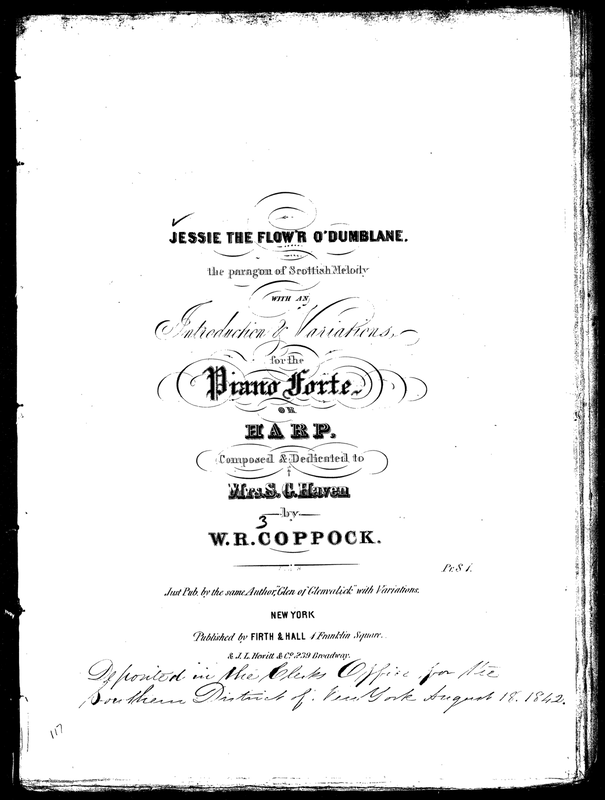 JESSIE THE FLOW'R O'DUMBLANE.
the paragon of Scottish Melody
WITH AN
Introduction & Variations,
for the
Piano Forte.
OR
HARP.
Composed & Dedicated to
Mrs. S. G. Haven
by
3
W. R. COPPOCK.
Pr. $ 1.
Just Pub. by the same Author, "Glen of Glenvalick" with Variations.
NEW YORK
Published by FIRTH & HALL 1 Franklin Square.
& J. L. Hewitt & Co. 239 Broadway.
Deposited in the Clerks Office for the
Southern District of New York August 18. 1842.
117